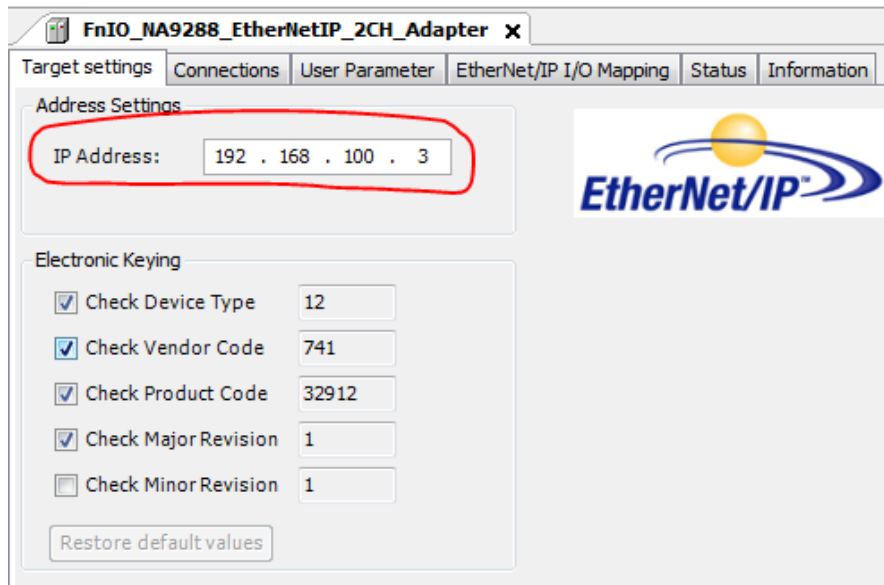 FnIO_NA9288_EtherNetIP_2CH_Adapter x
Target settings Connections User Parameter EtherNet/IP I/O Mapping Status Information
Address Settings
IP Address: 192 . 168 . 100 . 3
EtherNet/IP™
Electronic Keying
Check Device Type 12
Check Vendor Code 741
Check Product Code 32912
Check Major Revision 1
Check Minor Revision 1
Restore default values